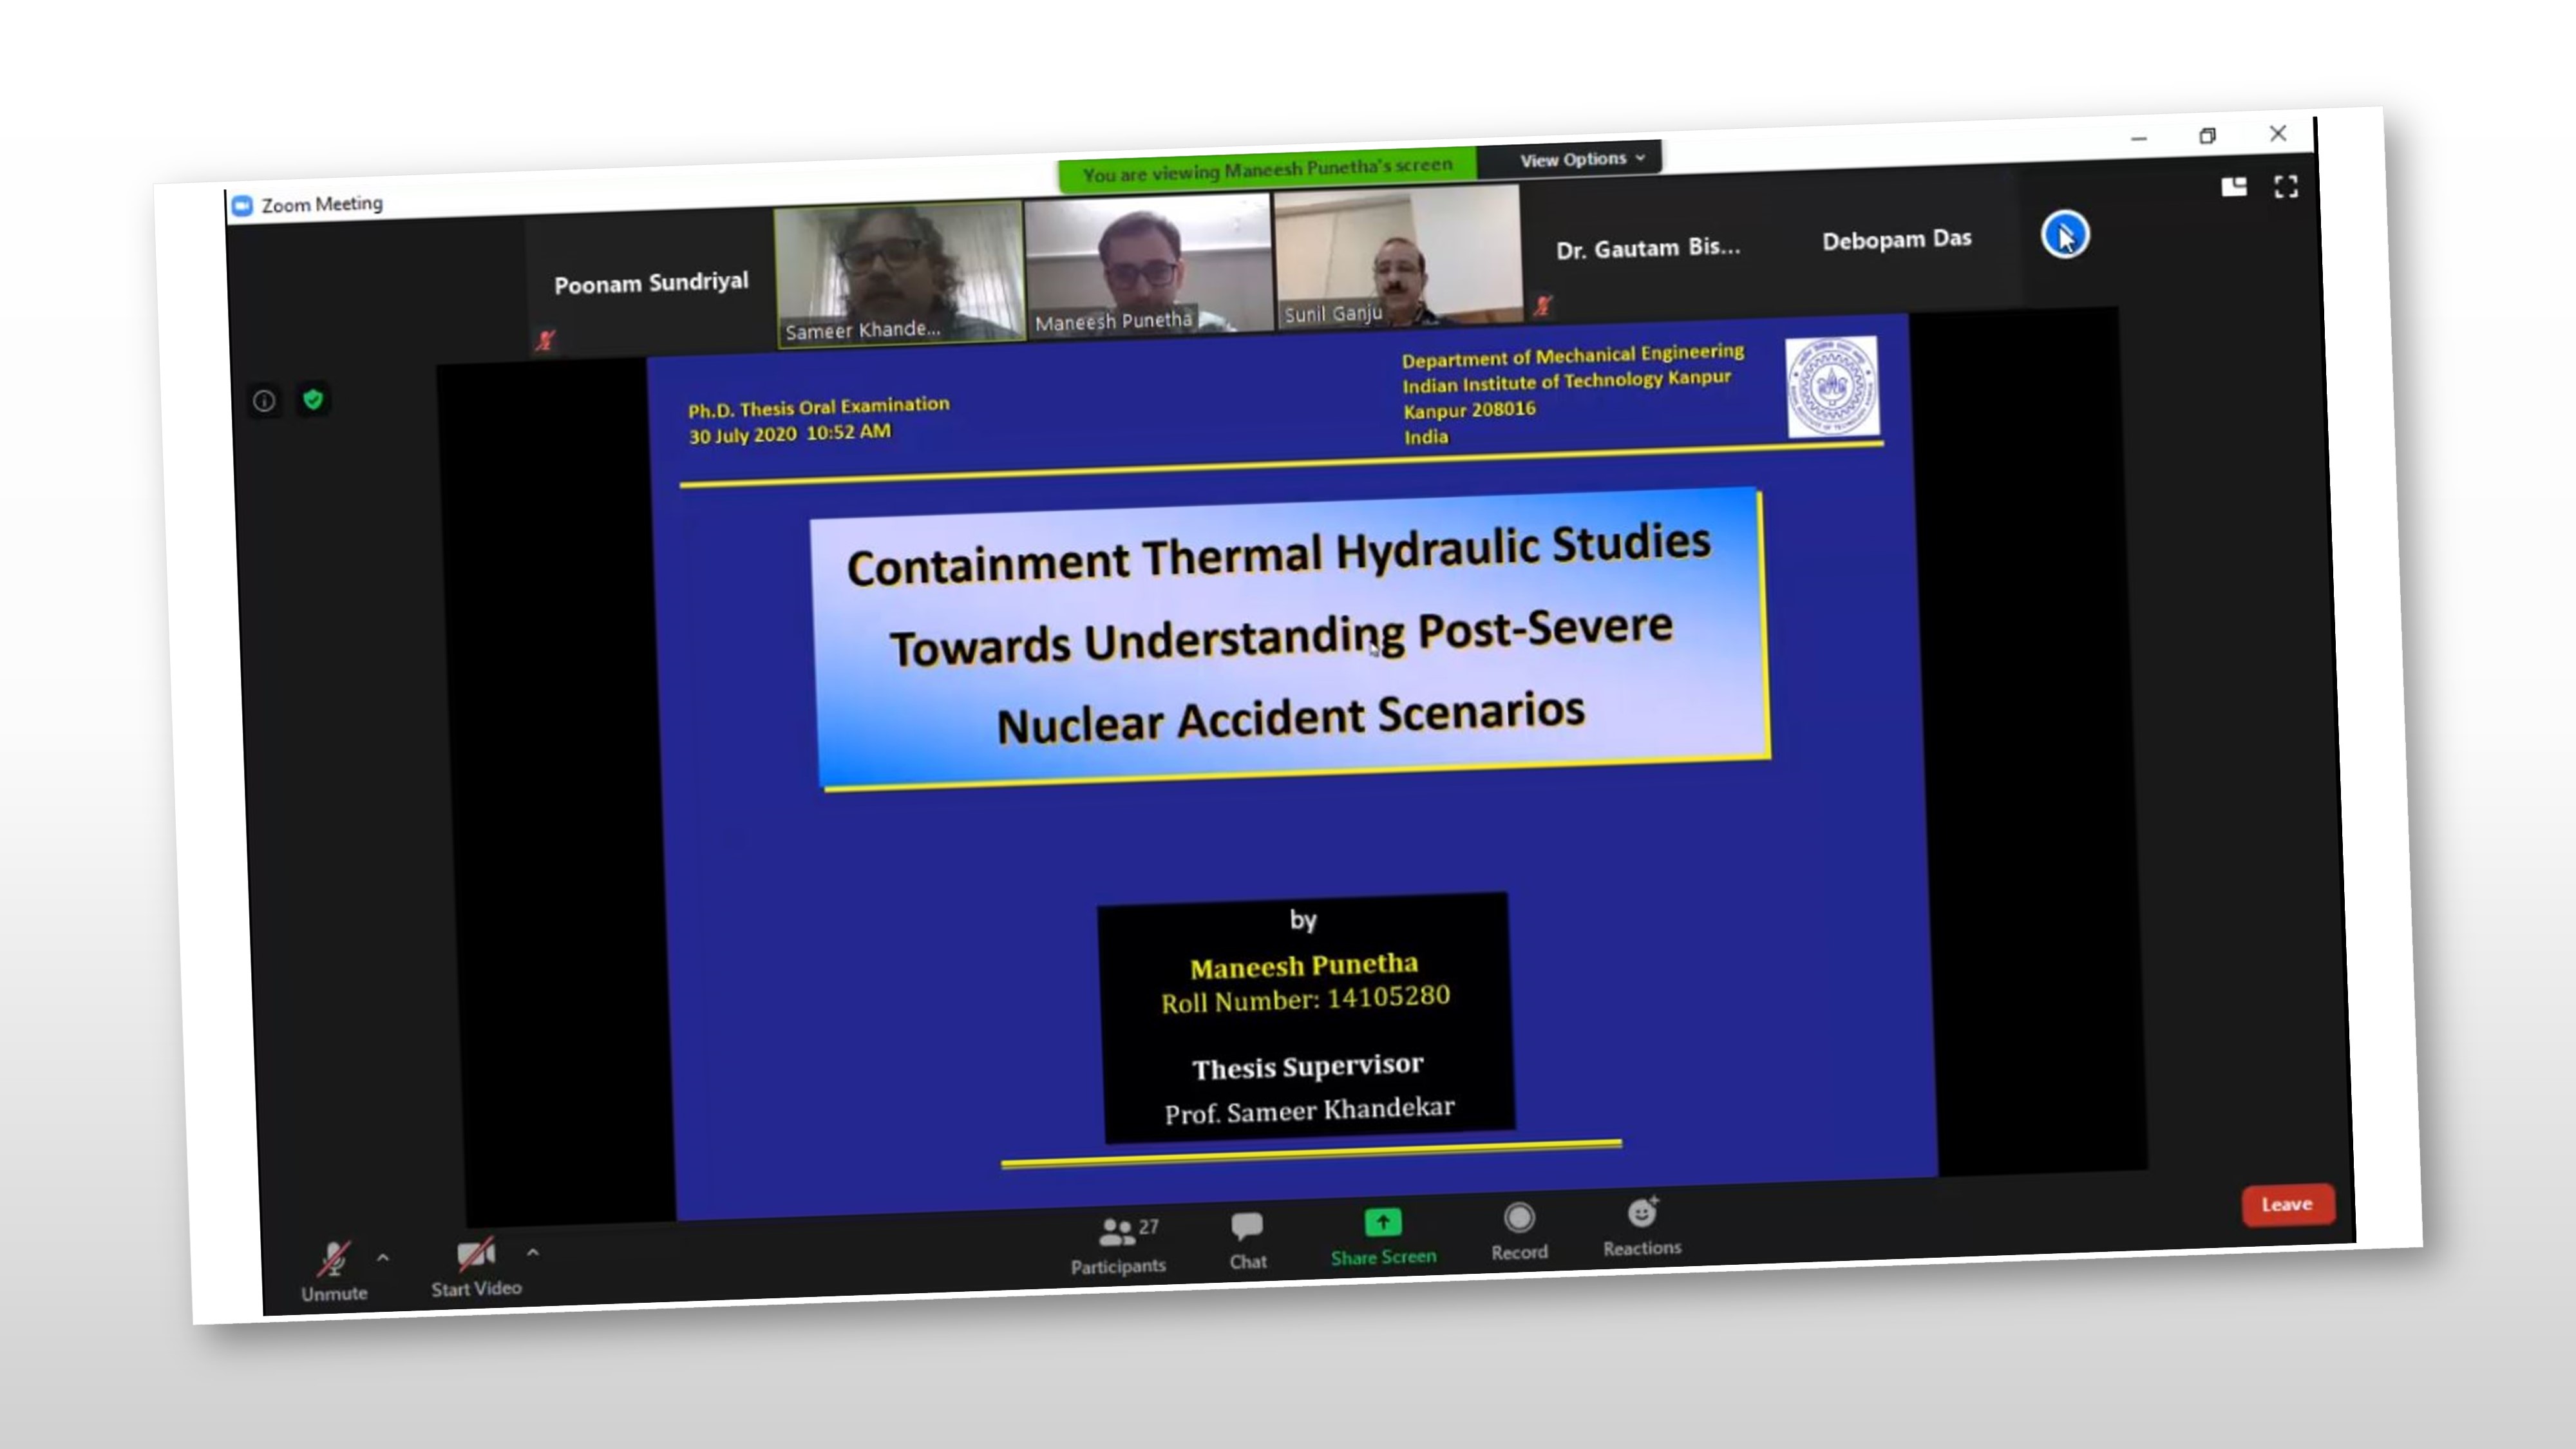 Zoom Meeting
You are viewing Maneesh Punetha's screen
View Options
Poonam Sundriyal
Sameer Khande...
Maneesh Punetha
Sunil Ganju
Dr. Gautam Bis...
Debopam Das
Ph.D. Thesis Oral Examination
30 July 2020 10:52 AM
Department of Mechanical Engineering
Indian Institute of Technology Kanpur
Kanpur 208016
India
Containment Thermal Hydraulic Studies
Towards Understanding Post-Severe
Nuclear Accident Scenarios
by
Maneesh Punetha
Roll Number: 14105280
Thesis Supervisor
Prof. Sameer Khandekar
Unmute
Start Video
27
Participants
Chat
Share Screen
Record
Reactions
Leave